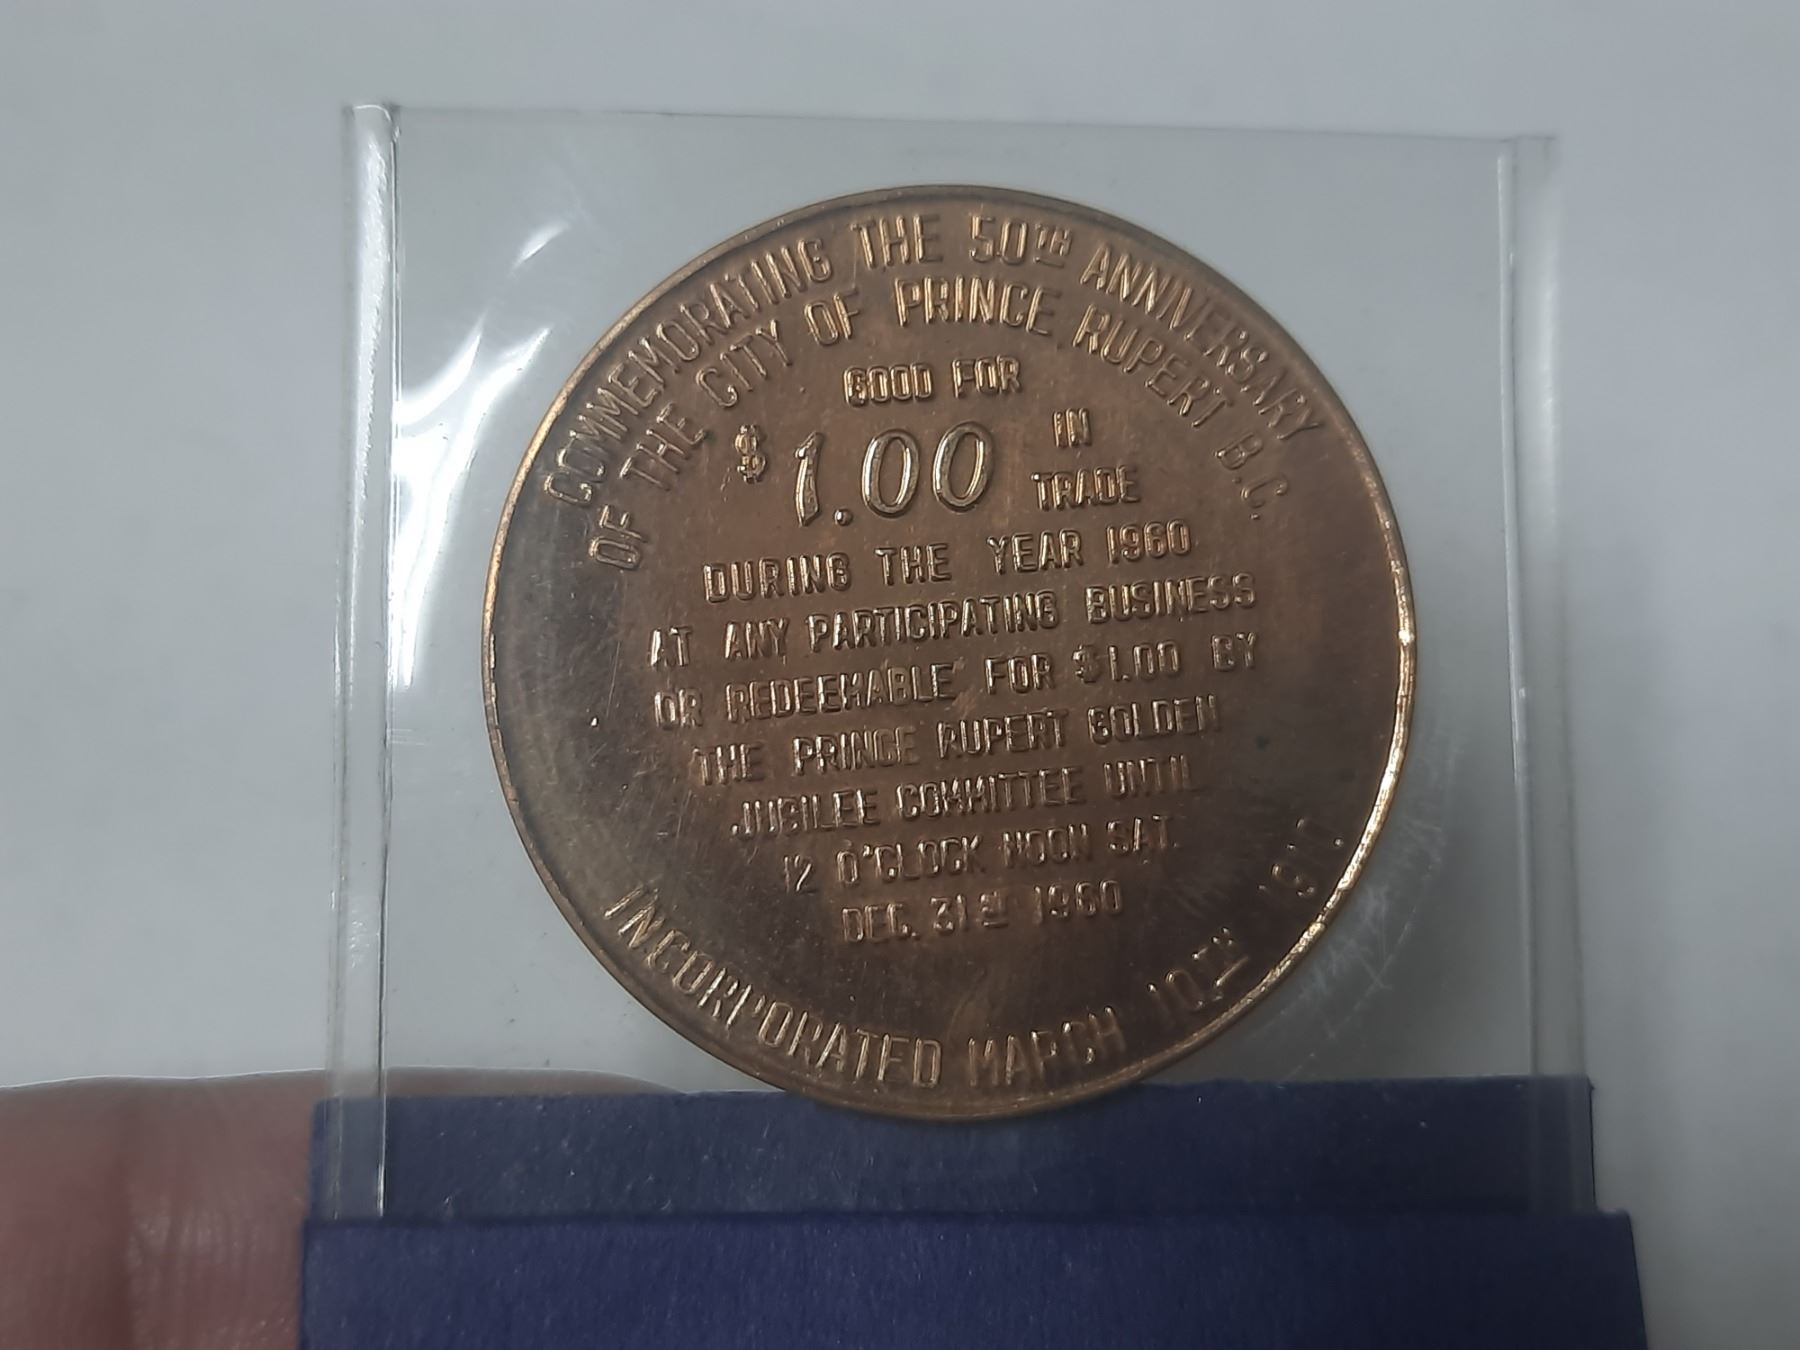 COMMEMORATING THE 50TH ANNIVERSARY
OF THE CITY OF PRINCE RUPERT B.C.
GOOD FOR
$1.00 IN
TRADE
DURING THE YEAR 1960
AT ANY PARTICIPATING BUSINESS
OR REDEEMABLE FOR $1.00 BY
THE PRINCE RUPERT GOLDEN
JUBILEE COMMITTEE UNTIL
12 O'CLOCK NOON SAT.
DEC. 31ST 1960
INCORPORATED MARCH 10TH 1910.